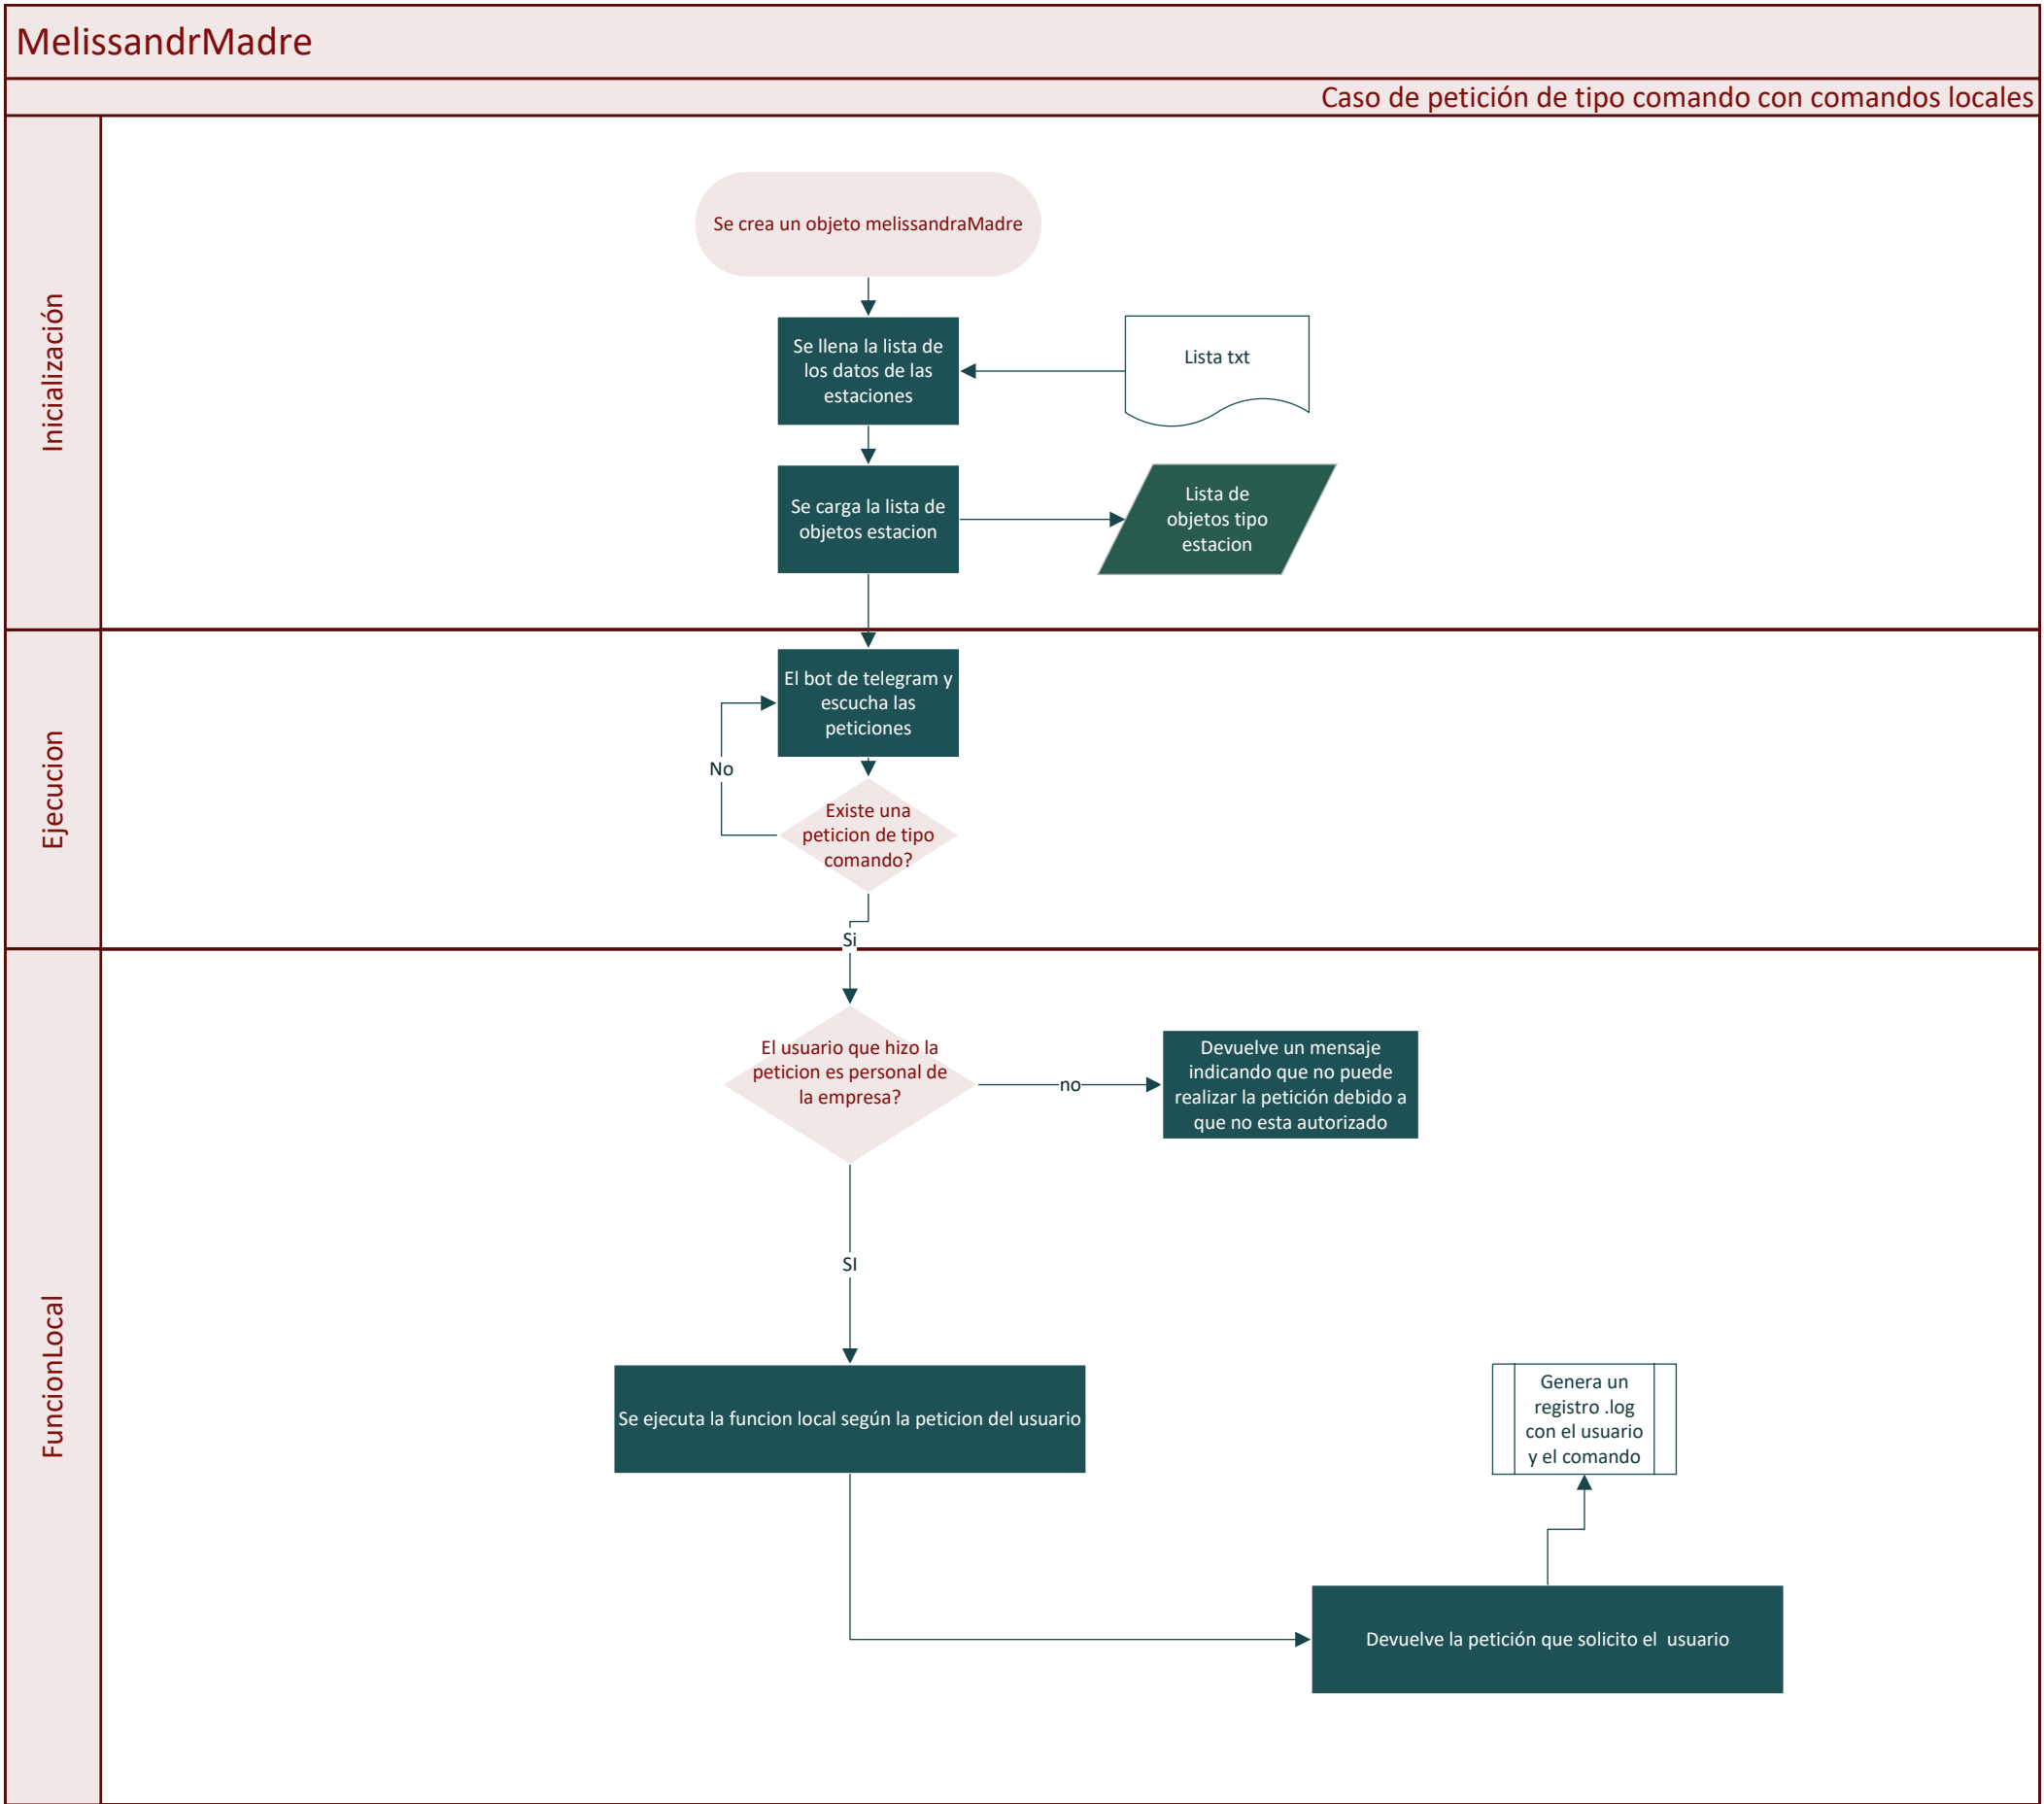 MelissandrMadre
Caso de petición de tipo comando con comandos locales
Inicialización
Se crea un objeto melissandraMadre
Se llena la lista de
los datos de las
estaciones
Lista txt
Se carga la lista de
objetos estacion
Lista de
objetos tipo
estacion
Ejecucion
El bot de telegram y
escucha las
peticiones
No
Existe una
peticion de tipo
comando?
Si
FuncionLocal
El usuario que hizo la
peticion es personal de
la empresa?
no
Devuelve un mensaje
indicando que no puede
realizar la petición debido a
que no esta autorizado
SI
Se ejecuta la funcion local según la peticion del usuario
Genera un
registro .log
con el usuario
y el comando
Devuelve la petición que solicito el  usuario